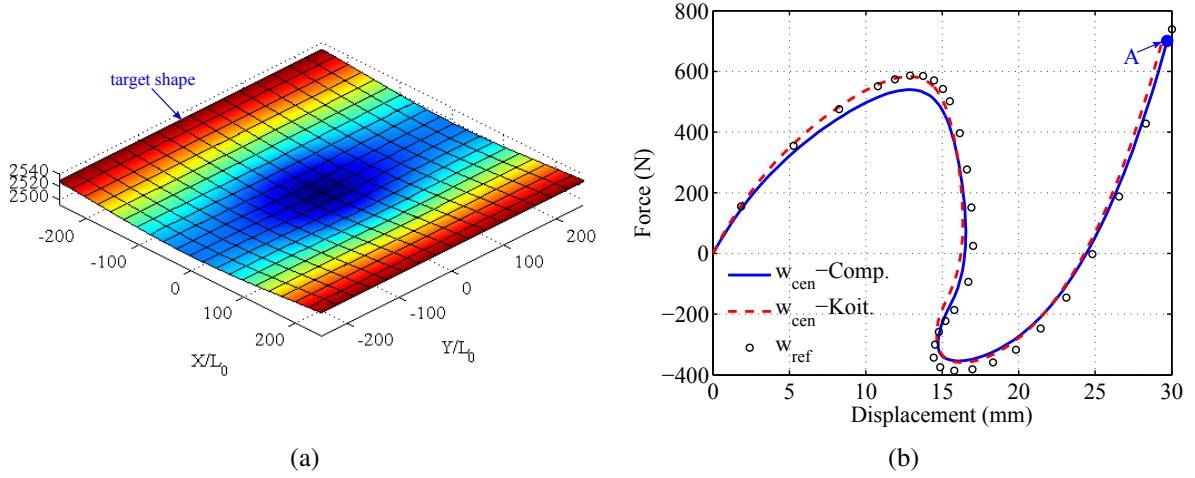 target shape
2540
2520
2500
-200
-100
0
100
200
X/L0
-200
-100
0
100
200
Y/L0
(a)
800
600
400
200
0
−200
−400
Force (N)
A
wcen−Comp.
wcen−Koit.
wref
0 5 10 15 20 25 30
Displacement (mm)
(b)